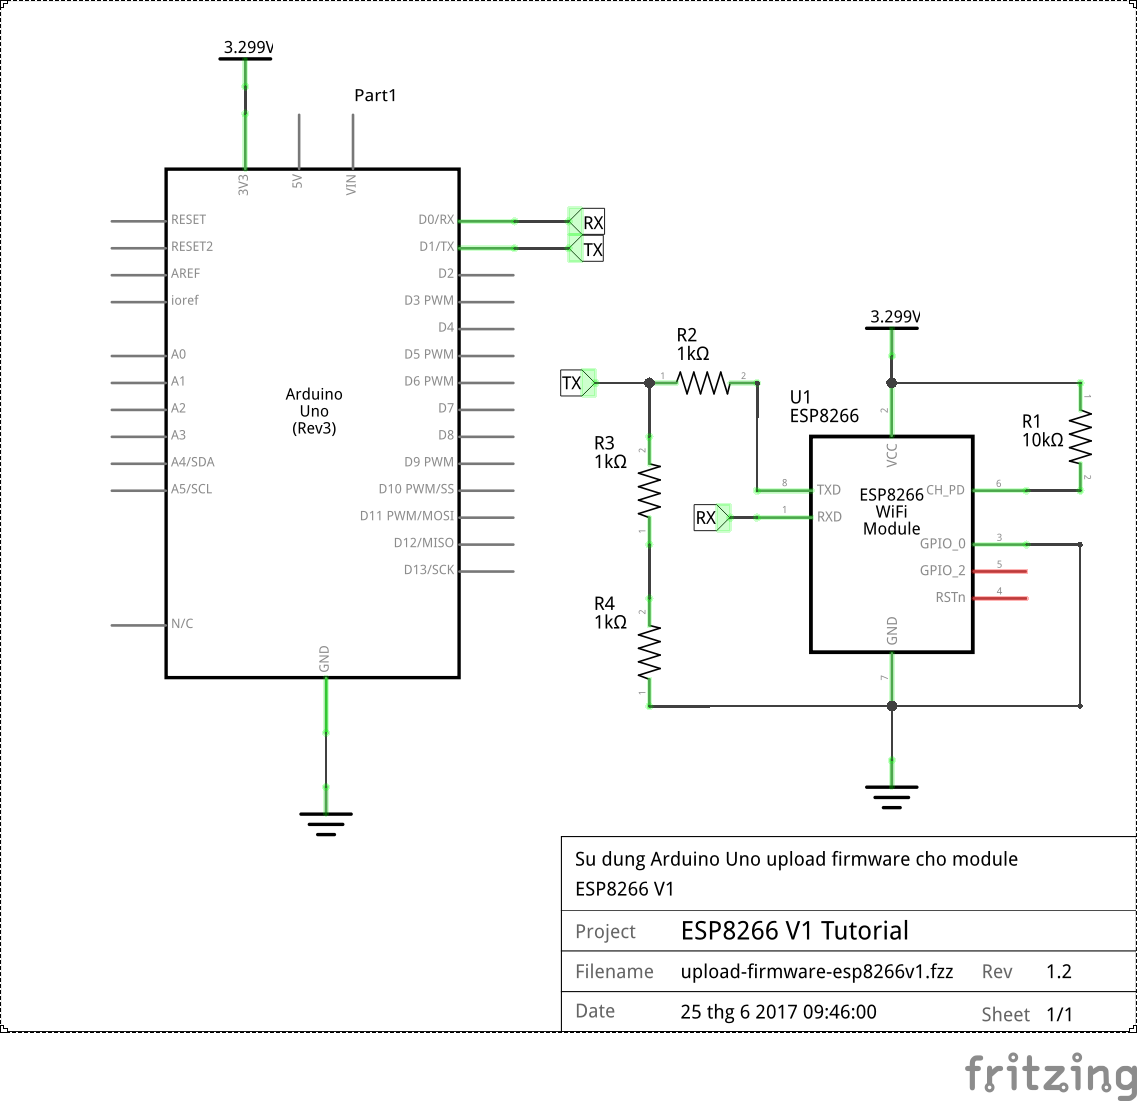 3.299V
Part1
3V3
5V
VIN
RESET
RESET2
AREF
ioref
A0
A1
A2
A3
A4/SDA
A5/SCL
N/C
Arduino
Uno
(Rev3)
D0/RX
D1/TX
D2
D3 PWM
D4
D5 PWM
D6 PWM
D7
D8
D9 PWM
D10 PWM/SS
D11 PWM/MOSI
D12/MISO
D13/SCK
GND
RX
TX
TX
R2
1kΩ
1
2
R3
1kΩ
2
1
R4
1kΩ
2
1
RX
3.299V
U1
ESP8266
2
VCC
8
TXD
1
RXD
ESP8266
WiFi
Module
CH_PD
6
GPIO_0
3
GPIO_2
5
RSTn
4
GND
7
R1
10kΩ
1
2
Su dung Arduino Uno upload firmware cho module
ESP8266 V1
Project ESP8266 V1 Tutorial
Filename upload-firmware-esp8266v1.fzz Rev 1.2
Date 25 thg 6 2017 09:46:00 Sheet 1/1
fritzing